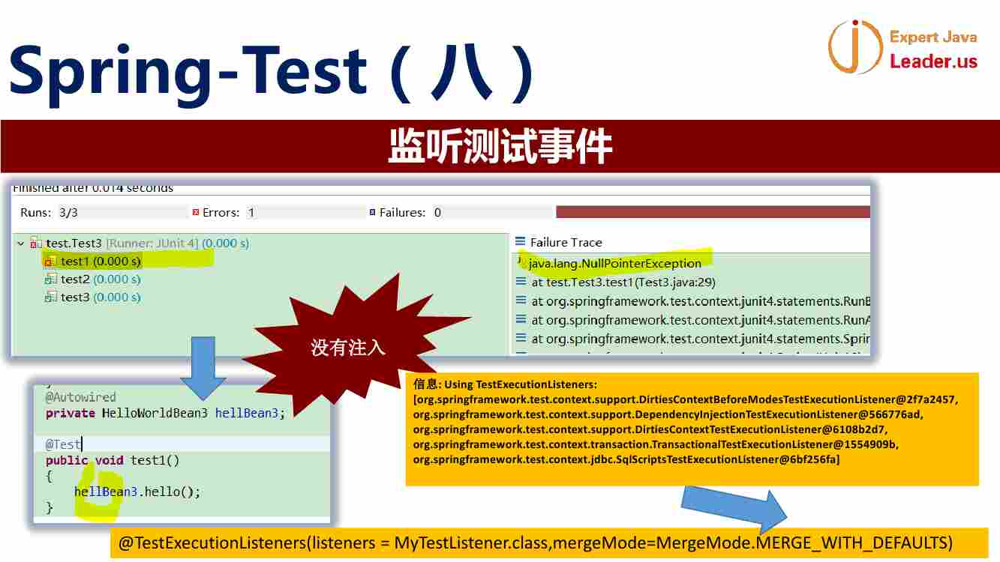 Spring-Test（八）
Expert Java
Leader.us
监听测试事件
Finished after 0.014 seconds
Runs: 3/3 Errors: 1 Failures: 0
test.Test3 [Runner: JUnit 4] (0.000 s)
test1 (0.000 s)
test2 (0.000 s)
test3 (0.000 s)
Failure Trace
java.lang.NullPointerException
at test.Test3.test1(Test3.java:29)
at org.springframework.test.context.junit4.statements.RunB
at org.springframework.test.context.junit4.statements.RunA
at org.springframework.test.context.junit4.statements.Sprin
没有注入
@Autowired
private HelloWorldBean3 hellBean3;
@Test
public void test1()
{
hellBean3.hello();
}
信息: Using TestExecutionListeners:
[org.springframework.test.context.support.DirtiesContextBeforeModesTestExecutionListener@2f7a2457,
org.springframework.test.context.support.DependencyInjectionTestExecutionListener@566776ad,
org.springframework.test.context.support.DirtiesContextTestExecutionListener@6108b2d7,
org.springframework.test.context.transaction.TransactionalTestExecutionListener@1554909b,
org.springframework.test.context.jdbc.SqlScriptsTestExecutionListener@6bf256fa]
@TestExecutionListeners(listeners = MyTestListener.class,mergeMode=MergeMode.MERGE_WITH_DEFAULTS)